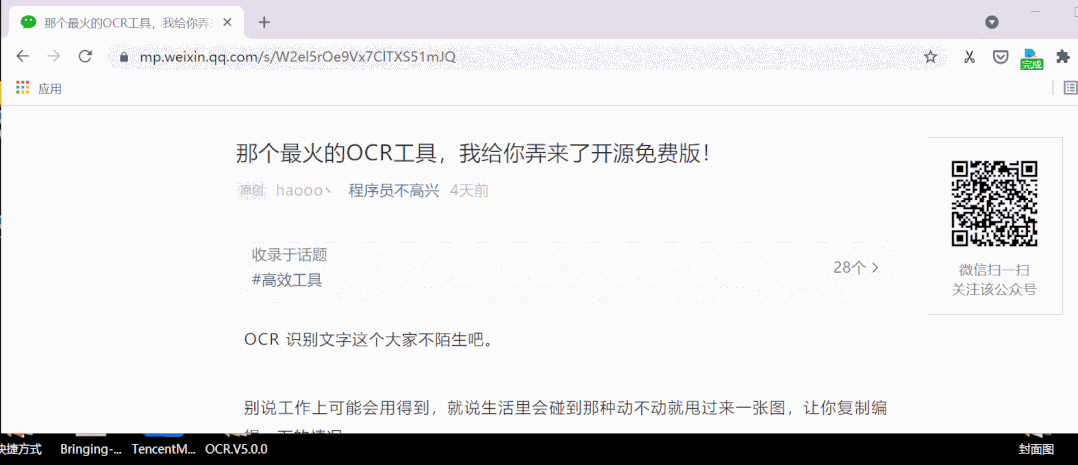 那个最火的OCR工具，我给你弄
mp.weixin.qq.com/s/W2eI5rOe9Vx7ClTXS51mJQ
完成
应用
那个最火的OCR工具，我给你弄来了开源免费版！
原创 haooo丶 程序员不高兴 4天前
微信扫一扫
关注该公众号
收录于话题
#高效工具
28个
OCR 识别文字这个大家不陌生吧。
别说工作上可能会用得到，就说生活里会碰到那种动不动就甩过来一张图，让你复制编
快捷方式 Bringing-... TencentM... OCR.V5.0.0 封面图